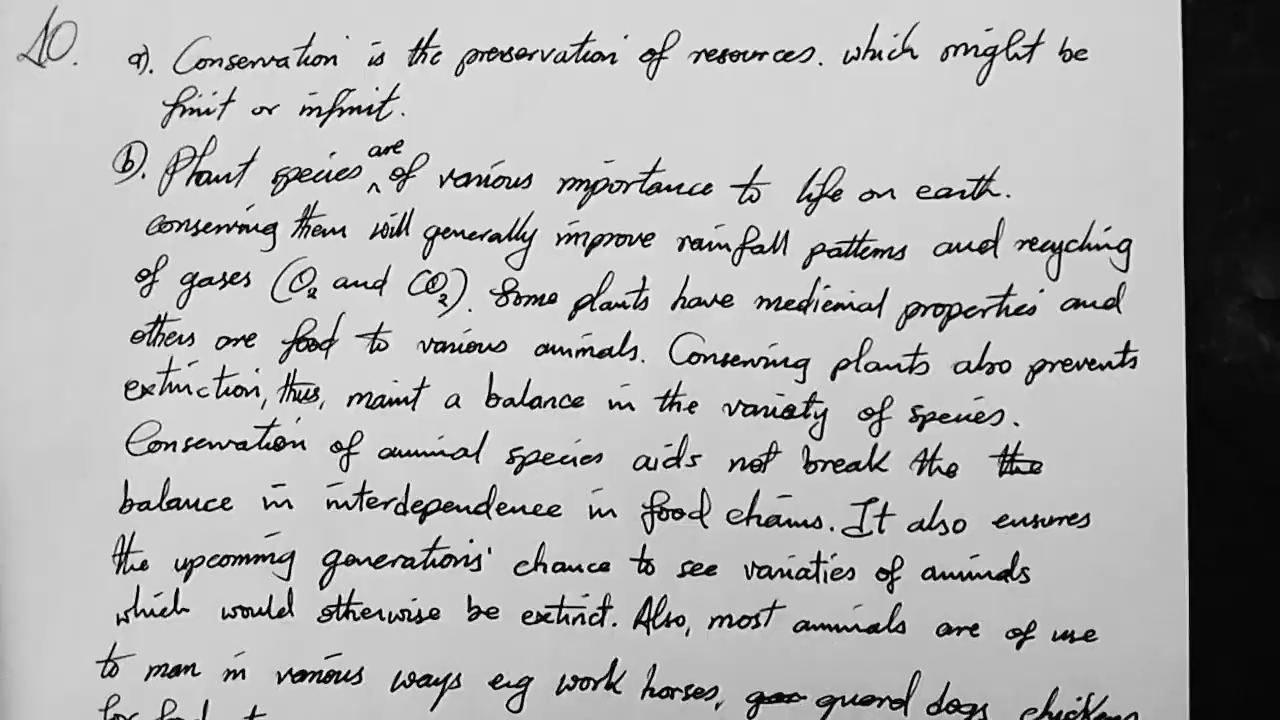 10.
a). Conservation is the preservation of resources. which might be
finit or infinit.
b). Plant species are of various importance to life on earth.
conserving them will generally improve rainfall patterns and recycling
of gases (O₂ and CO₂). Some plants have medicinal properties and
others are food to various animals. Conserving plants also prevents
extinction, thus, maint a balance in the variety of species.
Conservation of animal species aids not break the the
balance in interdependence in food chains. It also ensures
the upcoming generations' chance to see variaties of animals
which would otherwise be extinct. Also, most animals are of use
to man in various ways e.g work horses, guard dogs, chickens
for food